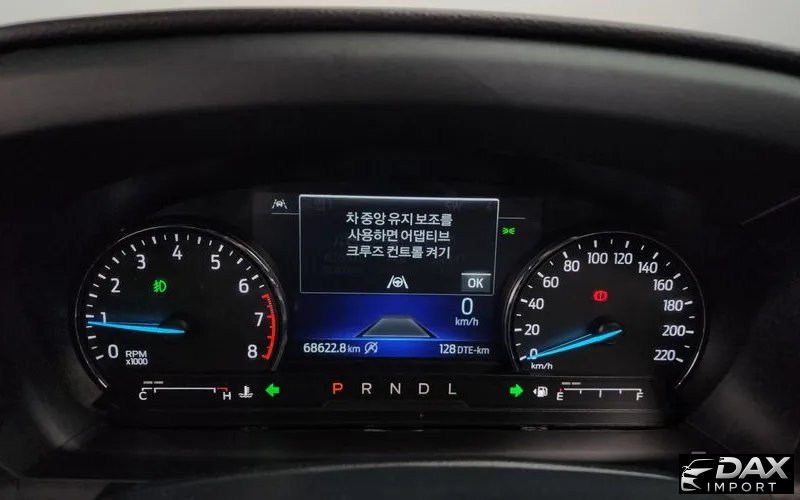 차 중앙 유지 보조를
사용하면 어댑티브
크루즈 컨트롤 켜기
OK
0
km/h
68622.8 km
128 DTE-km
0 1 2 3 4 5 6 7 8
RPM
x1000
0 20 40 60 80 100 120 140 160 180 200 220
km/h
C H
P R N D L
E F
DAX
IMPORT